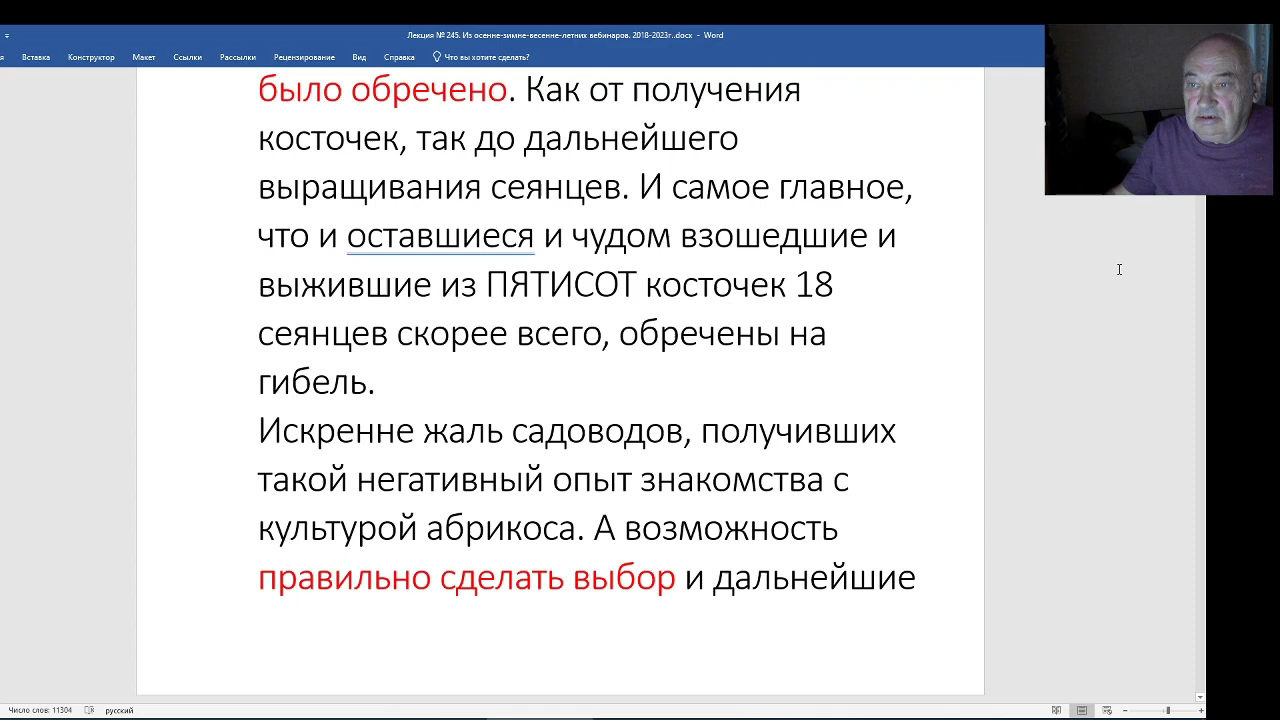 Лекция № 245. Из осенне-зимне-весенне-летних вебинаров. 2018-2023г..docx - Word
Вставка Конструктор Макет Ссылки Рассылки Рецензирование Вид Справка Что вы хотите сделать?
было обречено. Как от получения
косточек, так до дальнейшего
выращивания сеянцев. И самое главное,
что и оставшиеся и чудом взошедшие и
выжившие из ПЯТИСОТ косточек 18
сеянцев скорее всего, обречены на
гибель.
Искренне жаль садоводов, получивших
такой негативный опыт знакомства с
культурой абрикоса. А возможность
правильно сделать выбор и дальнейшие
Число слов: 11304 русский